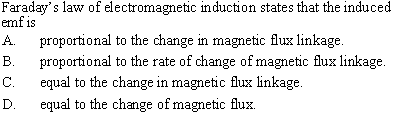 Faraday's law of electromagnetic induction states that the induced
emf is
A. proportional to the change in magnetic flux linkage.
B. proportional to the rate of change of magnetic flux linkage.
C. equal to the change in magnetic flux linkage.
D. equal to the change of magnetic flux.